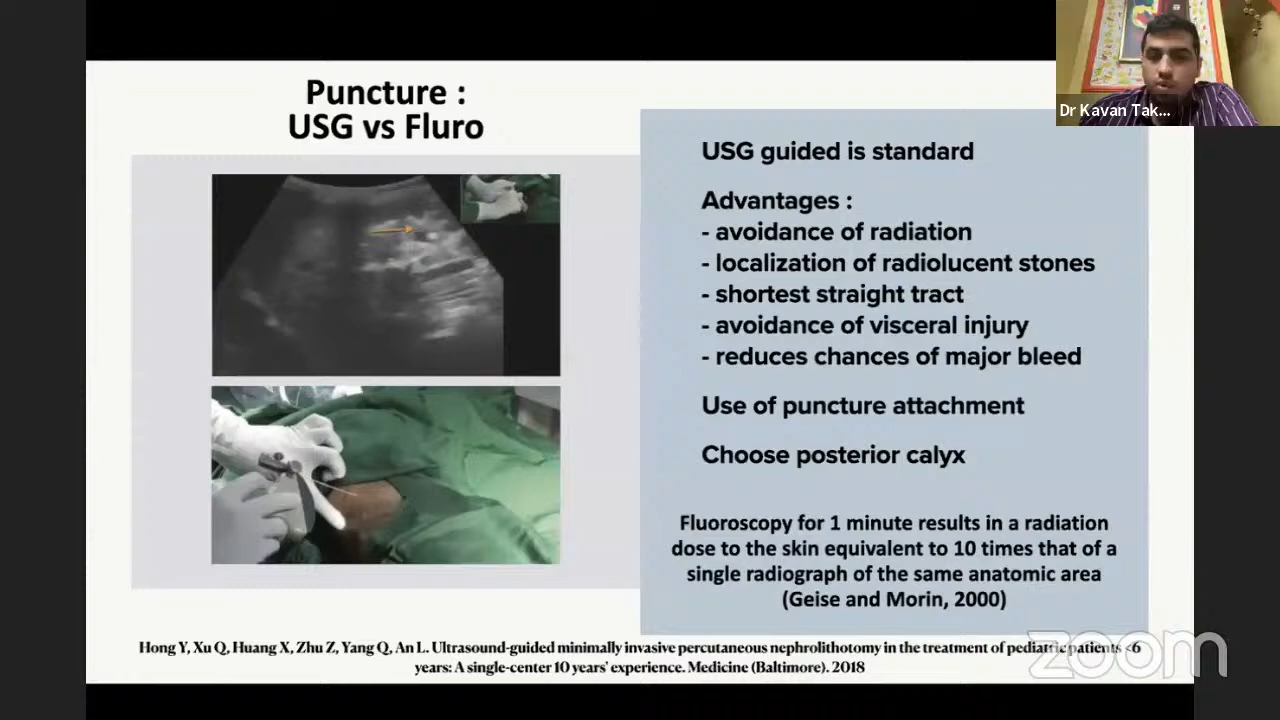 Puncture :
USG vs Fluro
Dr Kavan Tak...
USG guided is standard
Advantages :
- avoidance of radiation
- localization of radiolucent stones
- shortest straight tract
- avoidance of visceral injury
- reduces chances of major bleed
Use of puncture attachment
Choose posterior calyx
Fluoroscopy for 1 minute results in a radiation
dose to the skin equivalent to 10 times that of a
single radiograph of the same anatomic area
(Geise and Morin, 2000)
Hong Y, Xu Q, Huang X, Zhu Z, Yang Q, An L. Ultrasound-guided minimally invasive percutaneous nephrolithotomy in the treatment of pediatric patients <6
years: A single-center 10 years' experience. Medicine (Baltimore). 2018
zoom